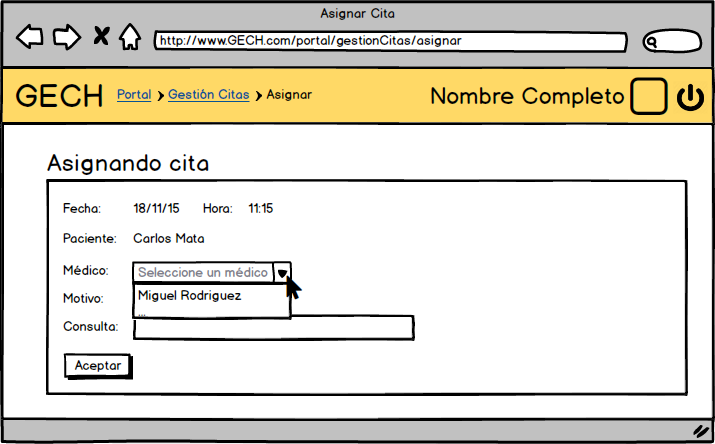 Asignar Cita
http://www.GECH.com/portal/gestionCitas/asignar
GECH Portal Gestión Citas Asignar Nombre Completo
Asignando cita
Fecha: 18/11/15 Hora: 11:15
Paciente: Carlos Mata
Médico: Seleccione un médico
Miguel Rodriguez
Motivo:
...
Consulta:
Aceptar